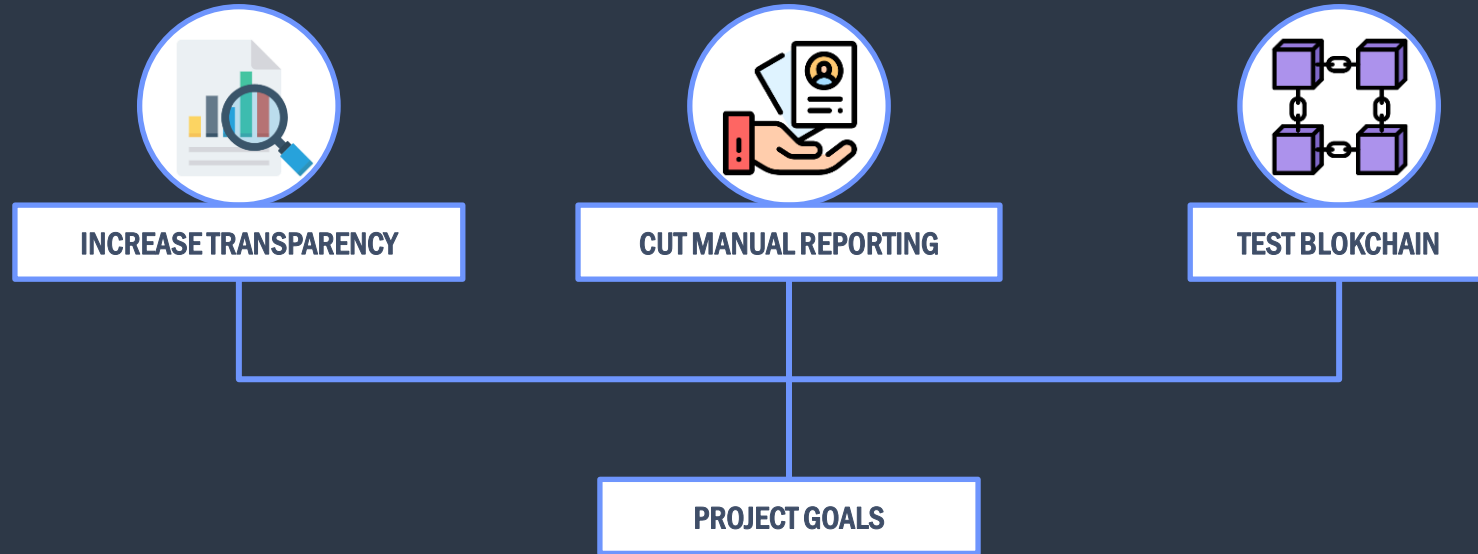 INCREASE TRANSPARENCY
CUT MANUAL REPORTING
TEST BLOKCHAIN
PROJECT GOALS